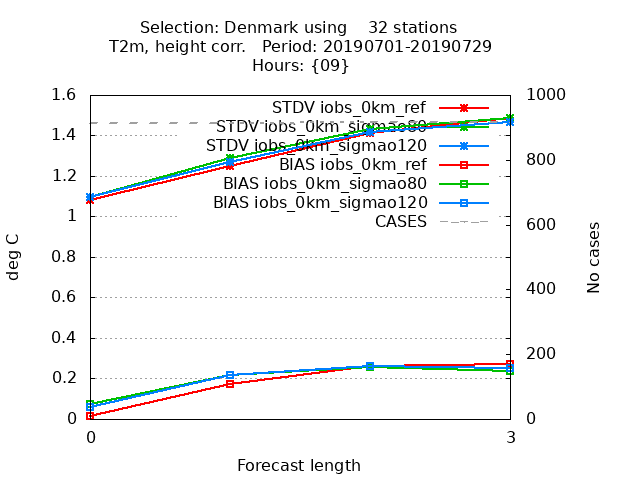 Selection: Denmark using    32 stations
T2m, height corr.   Period: 20190701-20190729
Hours: {09}
1.6
1.4
1.2
1
0.8
0.6
0.4
0.2
0
1000
800
600
400
200
0
STDV iobs_0km_ref
STDV iobs_0km_sigmao80
STDV iobs_0km_sigmao120
BIAS iobs_0km_ref
BIAS iobs_0km_sigmao80
BIAS iobs_0km_sigmao120
CASES
deg C
No cases
0
3
Forecast length